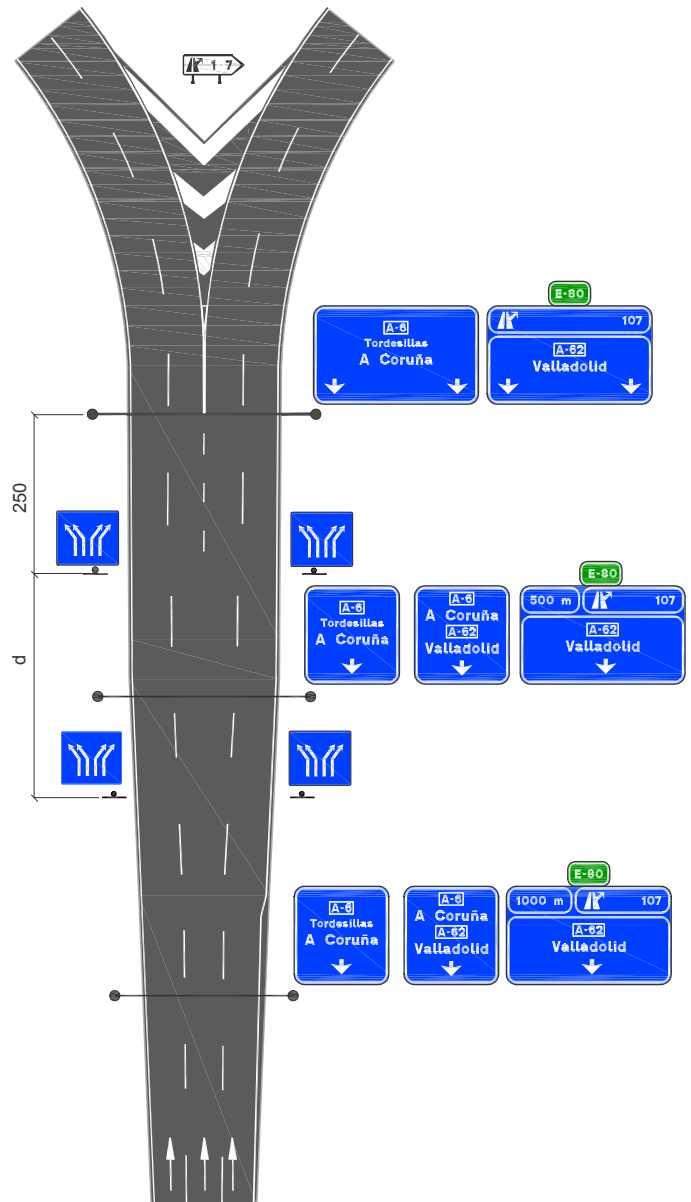 1 7
E-80
A-6
Tordesillas
A Coruña
107
A-62
Valladolid
250
E-80
A-6
Tordesillas
A Coruña
A-6
A Coruña
A-62
Valladolid
500 m
107
A-62
Valladolid
d
E-80
A-6
Tordesillas
A Coruña
A-6
A Coruña
A-62
Valladolid
1000 m
107
A-62
Valladolid